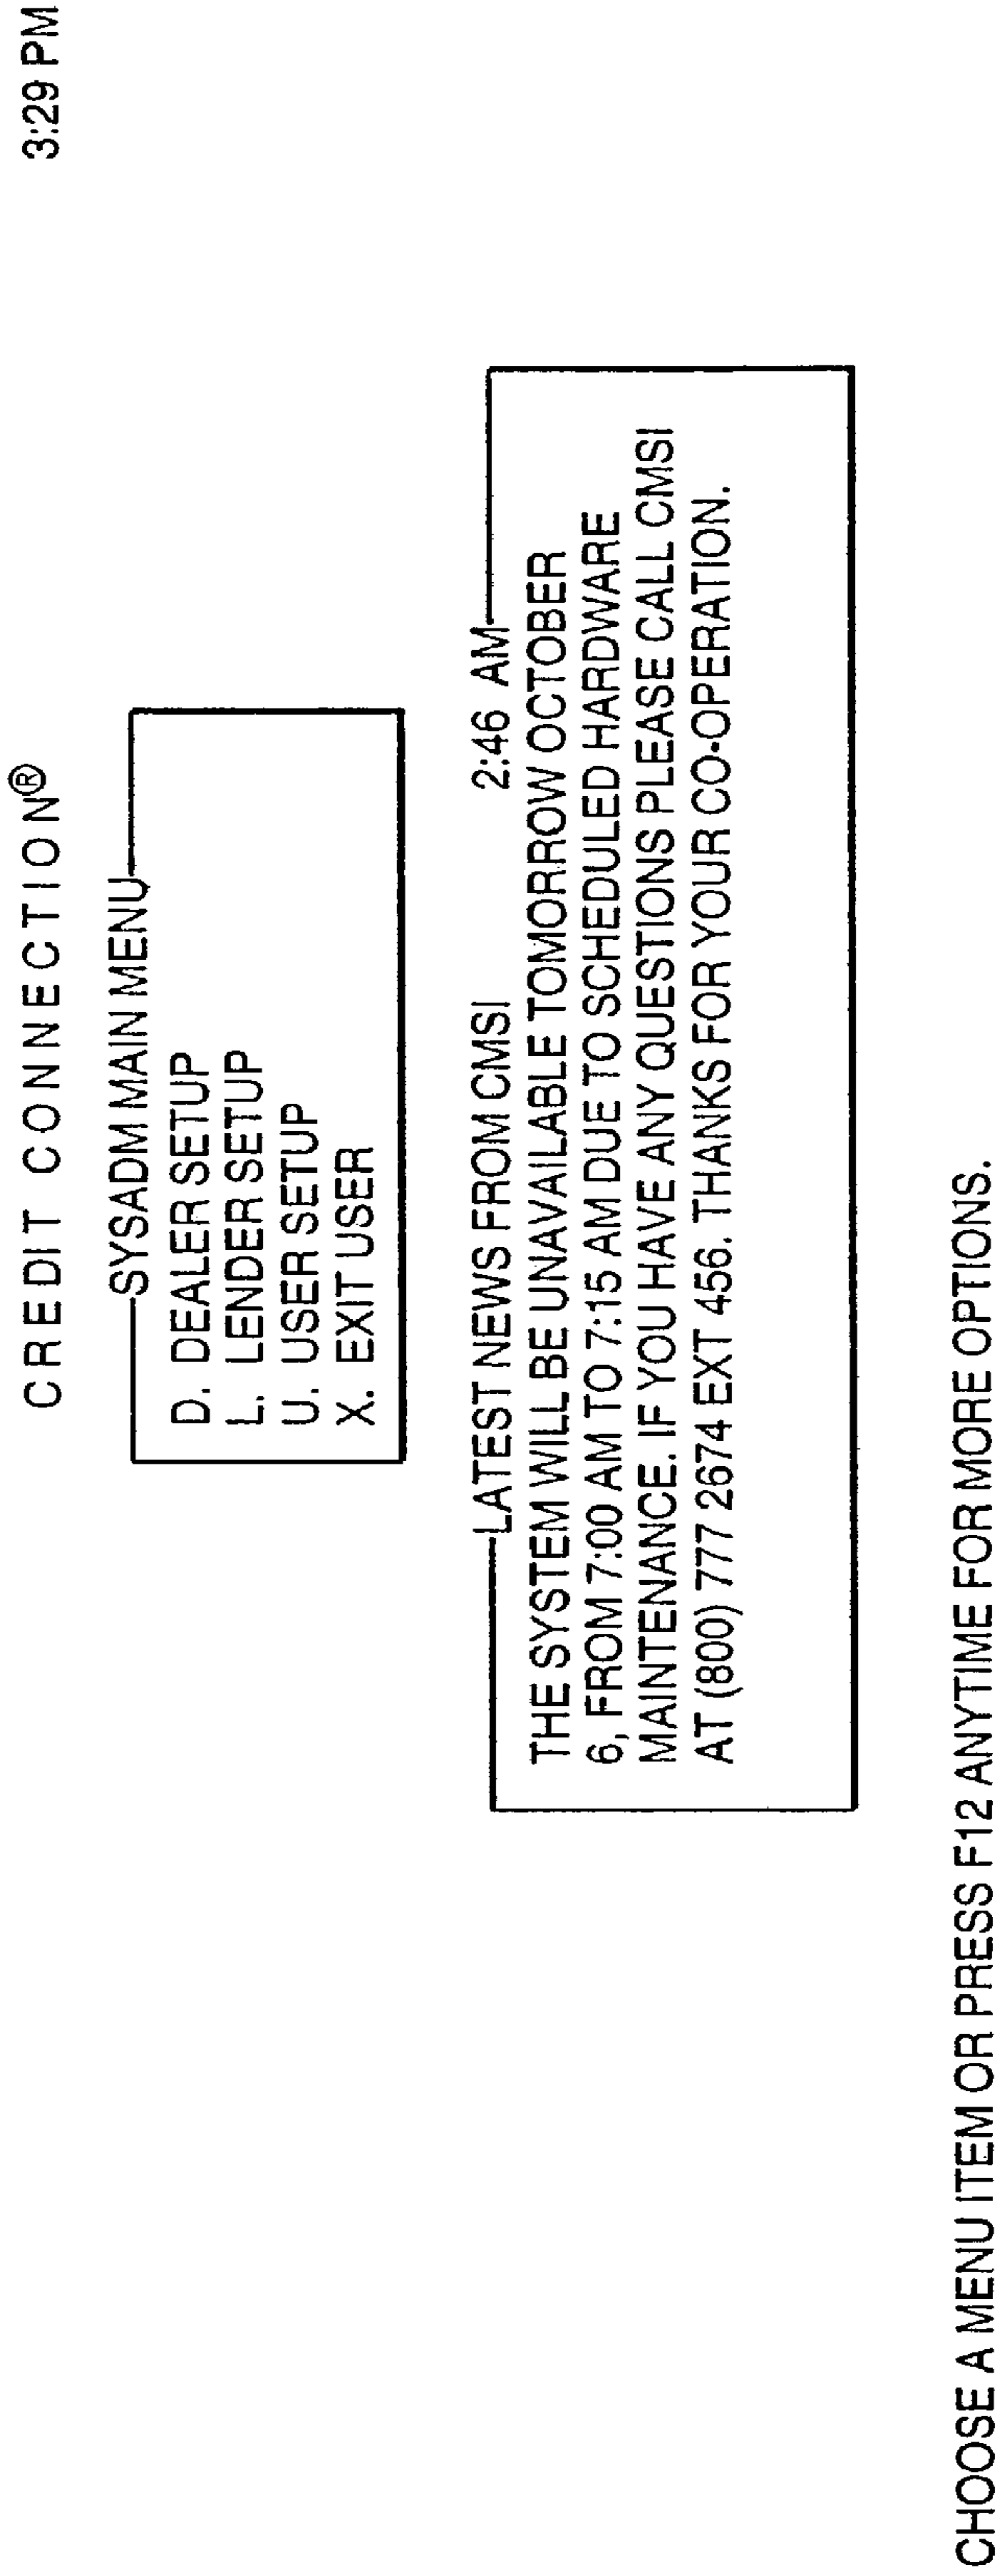 CREDIT CONNECTION® 3:29 PM
SYSADM MAIN MENU
D. DEALER SETUP
L. LENDER SETUP
U. USER SETUP
X. EXIT USER
LATEST NEWS FROM CMSI 2:46 AM
THE SYSTEM WILL BE UNAVAILABLE TOMORROW OCTOBER
6, FROM 7:00 AM TO 7:15 AM DUE TO SCHEDULED HARDWARE
MAINTENANCE. IF YOU HAVE ANY QUESTIONS PLEASE CALL CMSI
AT (800) 777 2674 EXT 456. THANKS FOR YOUR CO-OPERATION.
CHOOSE A MENU ITEM OR PRESS F12 ANYTIME FOR MORE OPTIONS.